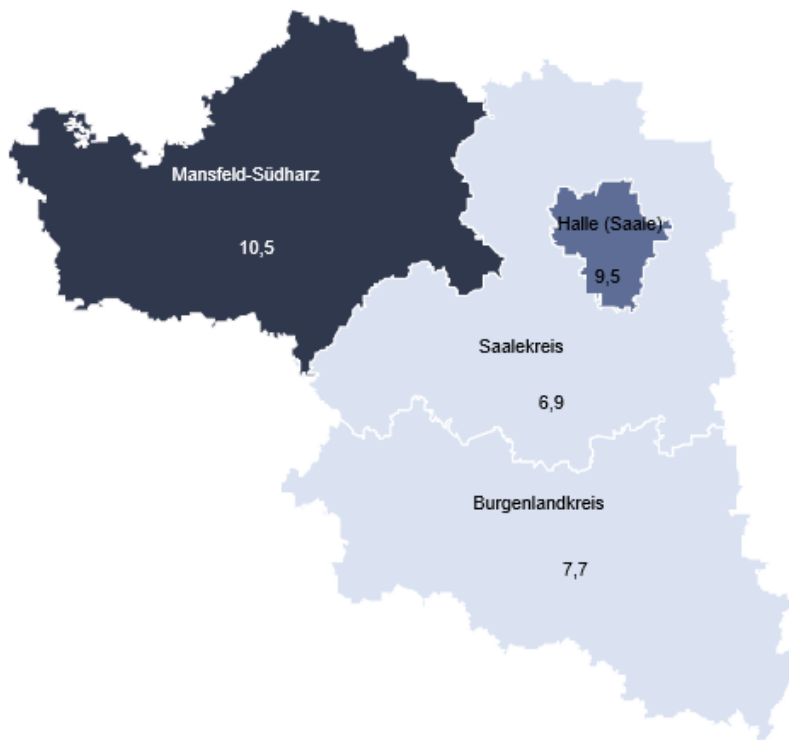 Mansfeld-Südharz
10,5
Halle (Saale)
9,5
Saalekreis
6,9
Burgenlandkreis
7,7